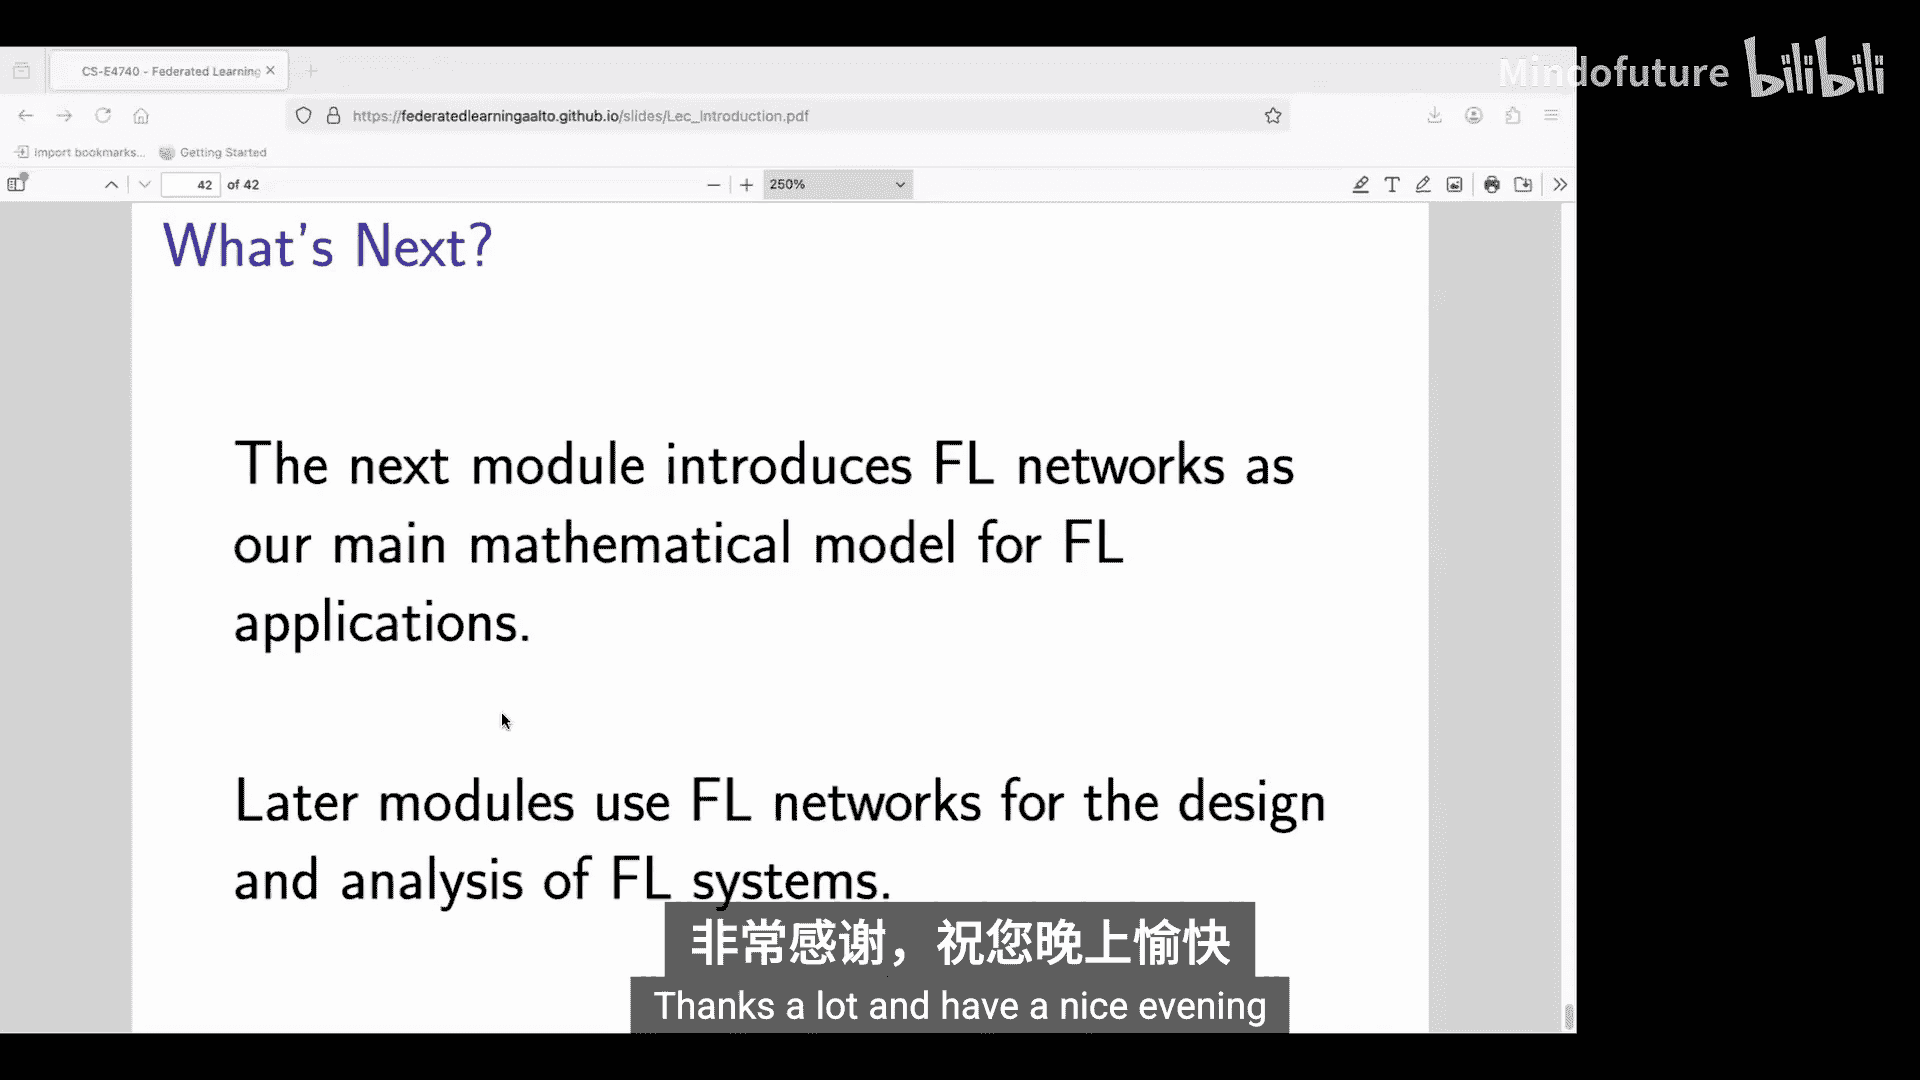 Mindofuture bilibili
CS-E4740 - Federated Learning
https://federatedlearningaalto.github.io/slides/Lec_Introduction.pdf
Import bookmarks... Getting Started
42 of 42 250%
What's Next?
The next module introduces FL networks as
our main mathematical model for FL
applications.
Later modules use FL networks for the design
and analysis of FL systems.
非常感谢，祝您晚上愉快
Thanks a lot and have a nice evening